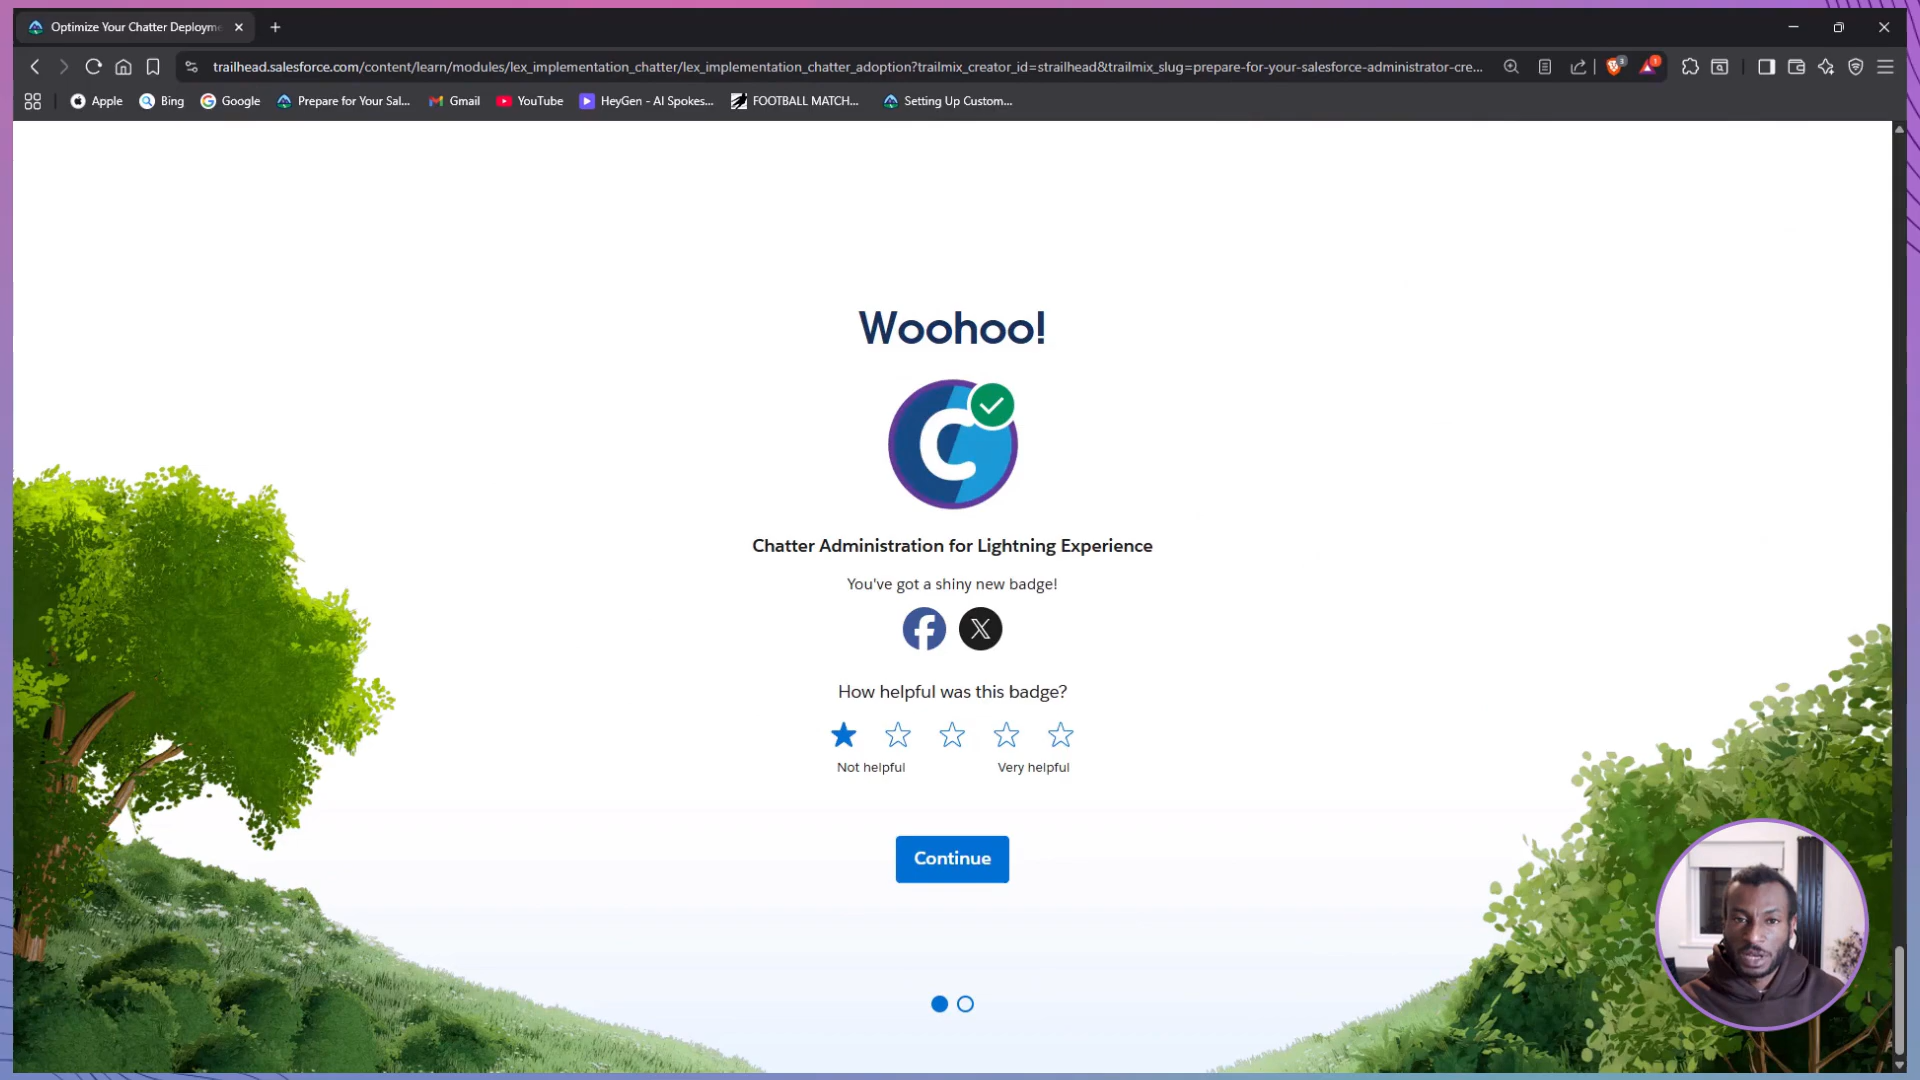 Optimize Your Chatter Deployme
trailhead.salesforce.com/content/learn/modules/lex_implementation_chatter/lex_implementation_chatter_adoption?trailmix_creator_id=strailhead&trailmix_slug=prepare-for-your-salesforce-administrator-cre...
3
1
Apple
Bing
Google
Prepare for Your Sal...
Gmail
YouTube
HeyGen - AI Spokes...
FOOTBALL MATCH...
Setting Up Custom...
Woohoo!
C
Chatter Administration for Lightning Experience
You've got a shiny new badge!
How helpful was this badge?
Not helpful
Very helpful
Continue